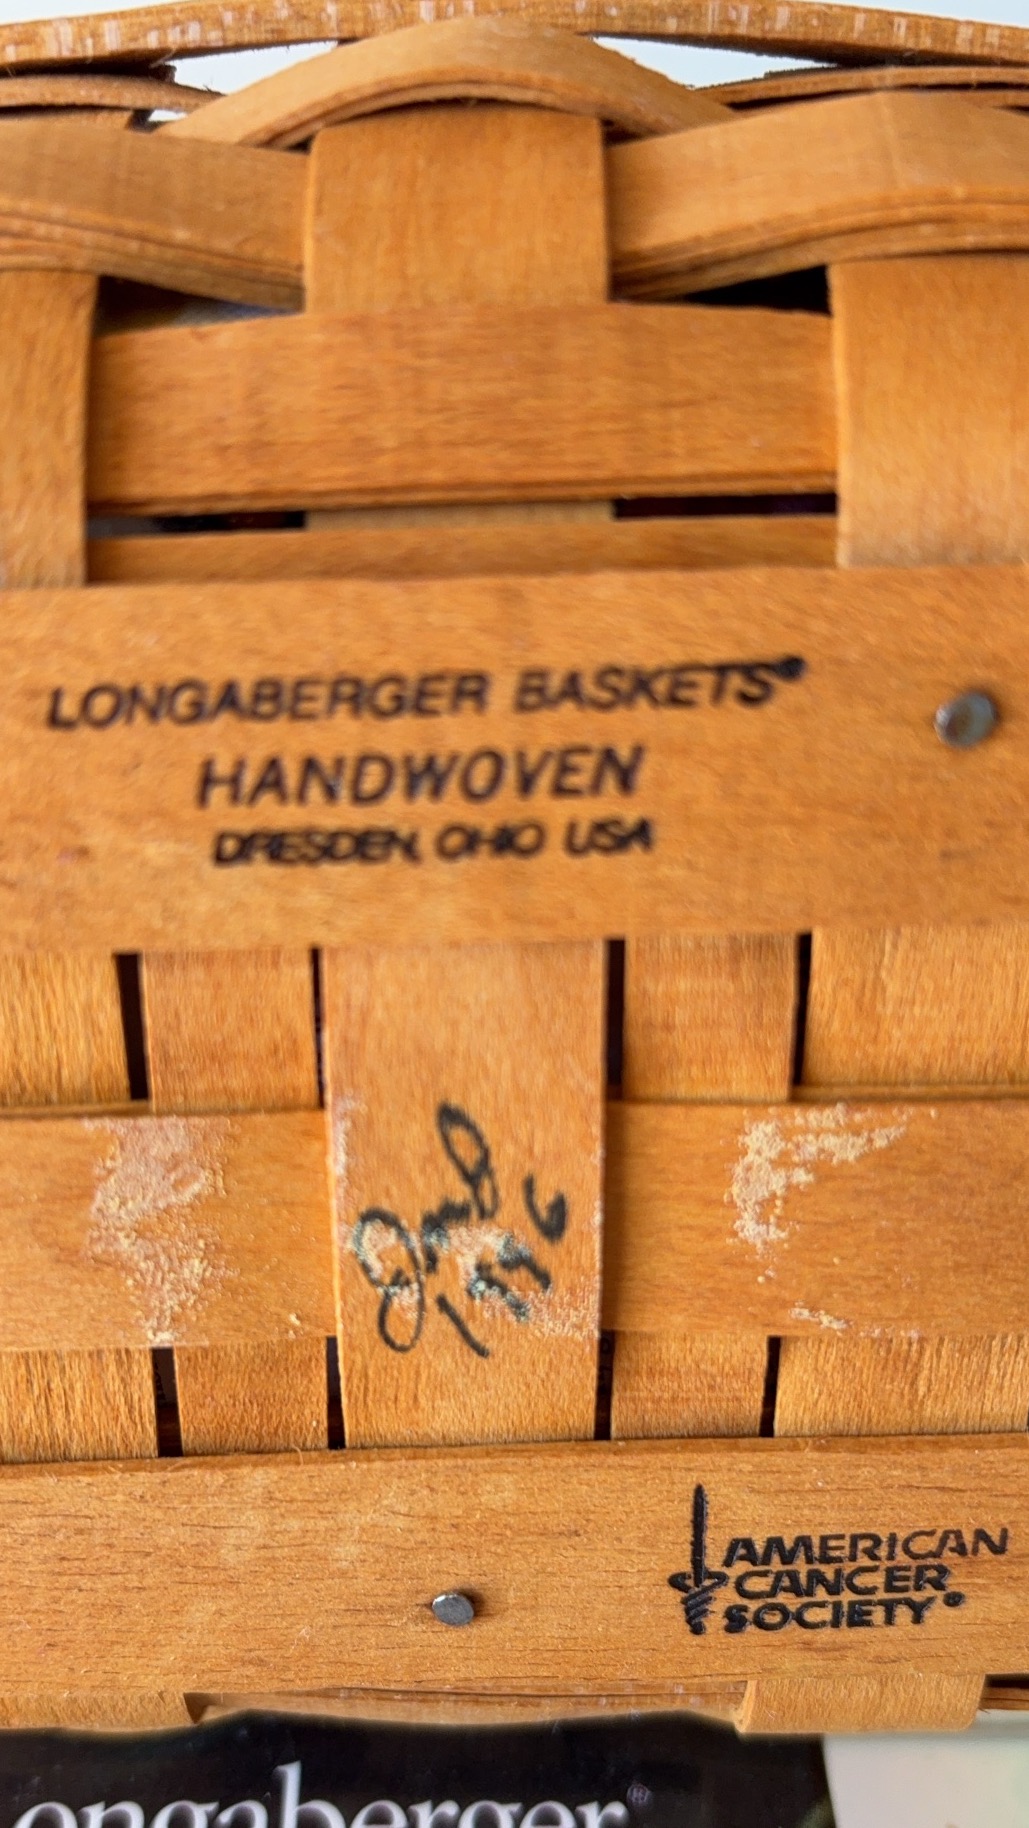 LONGABERGER BASKETS®
HANDWOVEN
DRESDEN, OHIO USA
1996
AMERICAN
CANCER
SOCIETY®
ongaberger®